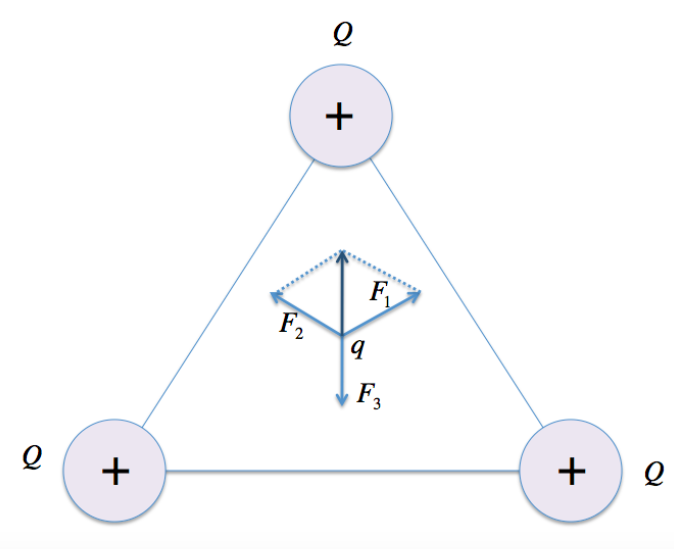 Q
+
F₁
F₂
q
F₃
Q
+
+
Q